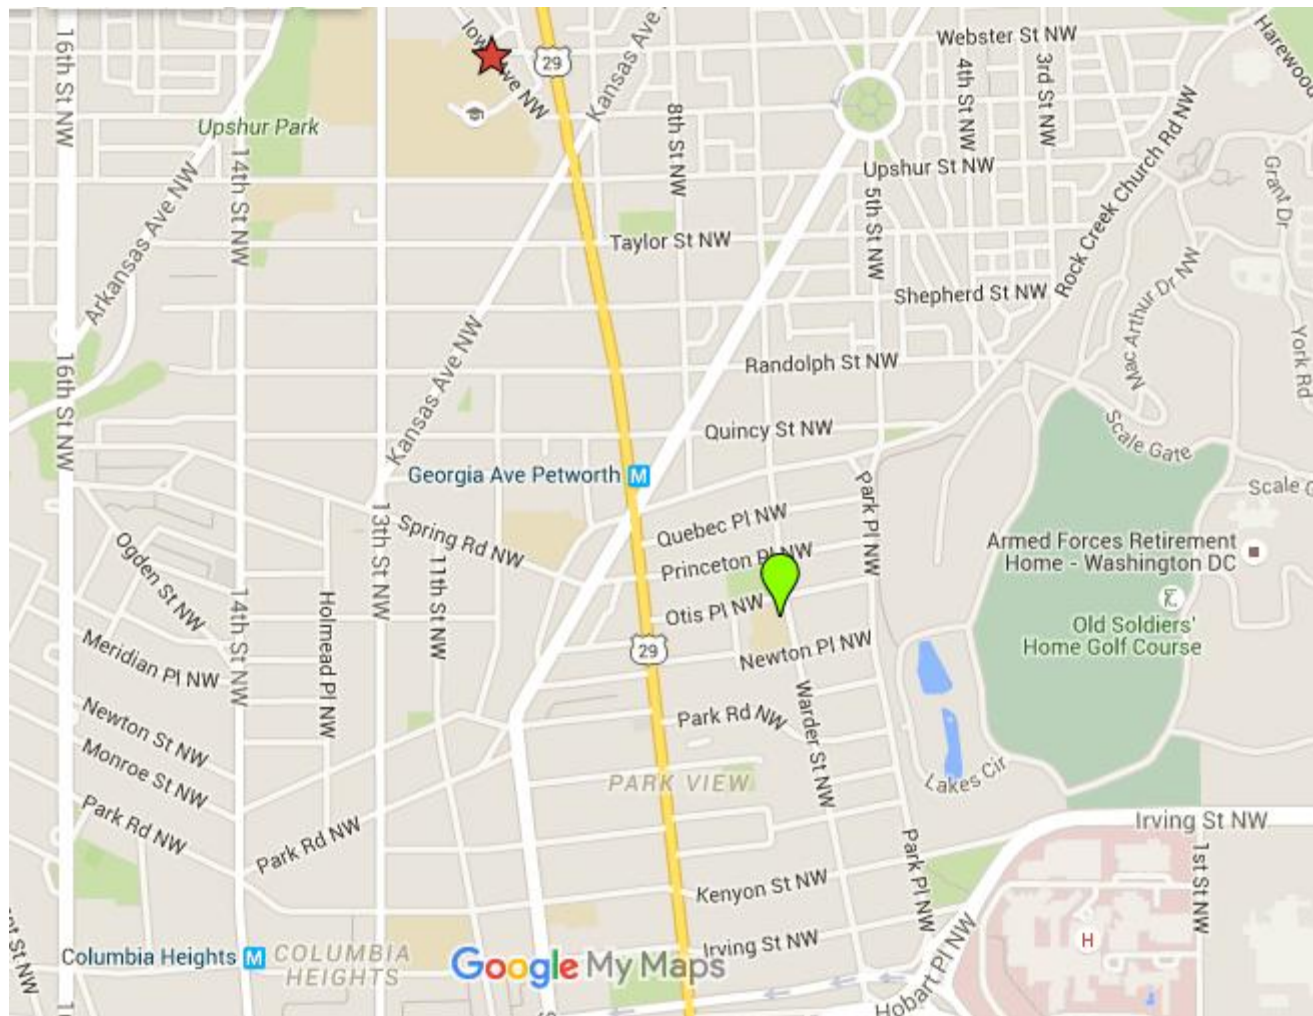 16th St NW
Iowa Ave NW
29
Kansas Ave
Webster St NW
Harewood
4th St NW
3rd St NW
Upshur Park
14th St NW
8th St NW
Upshur St NW
5th St NW
Rock Creek Church Rd NW
Grant Dr
Arkansas Ave NW
Taylor St NW
Shepherd St NW
Mac Arthur Dr NW
York Rd
16th St NW
Kansas Ave NW
Randolph St NW
Quincy St NW
Scale Gate
Georgia Ave Petworth
M
Park Pl NW
Scale
13th St NW
Spring Rd NW
Quebec Pl NW
Princeton Pl NW
Armed Forces Retirement
Home - Washington DC
Ogden St NW
14th St NW
Holmead Pl NW
11th St NW
Otis Pl NW
Old Soldiers'
Home Golf Course
Meridian Pl NW
29
Newton Pl NW
Newton St NW
Monroe St NW
Park Rd NW
Warder St NW
PARK VIEW
Lakes Cir
Park Rd NW
Park Rd NW
Irving St NW
Park Pl NW
1st St NW
Kenyon St NW
H
Columbia Heights
M
COLUMBIA
HEIGHTS
Irving St NW
Hobart Pl NW
St NW
Google My Maps